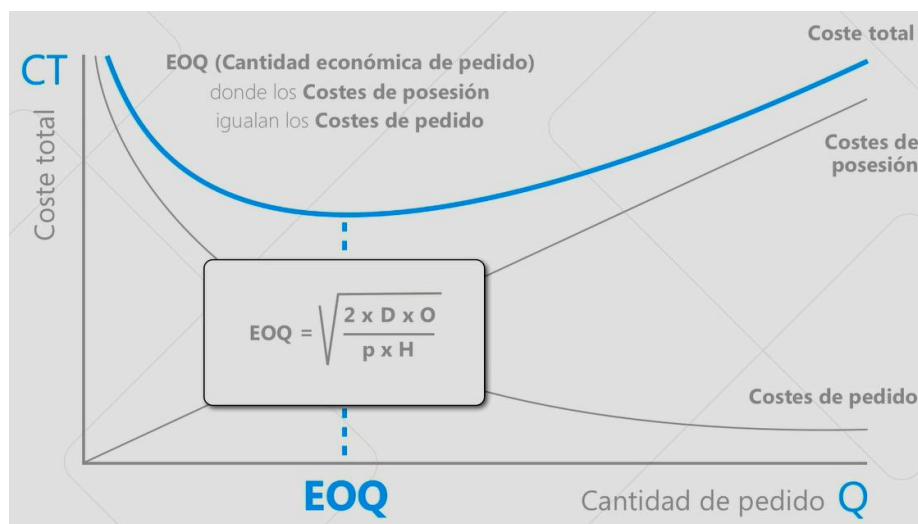 Coste total
CT
EOQ (Cantidad económica de pedido)
donde los Costes de posesión
igualan los Costes de pedido
Coste total
Costes de
posesión
EOQ = √ 2 x D x O
p x H
Costes de pedido
EOQ
Cantidad de pedido Q